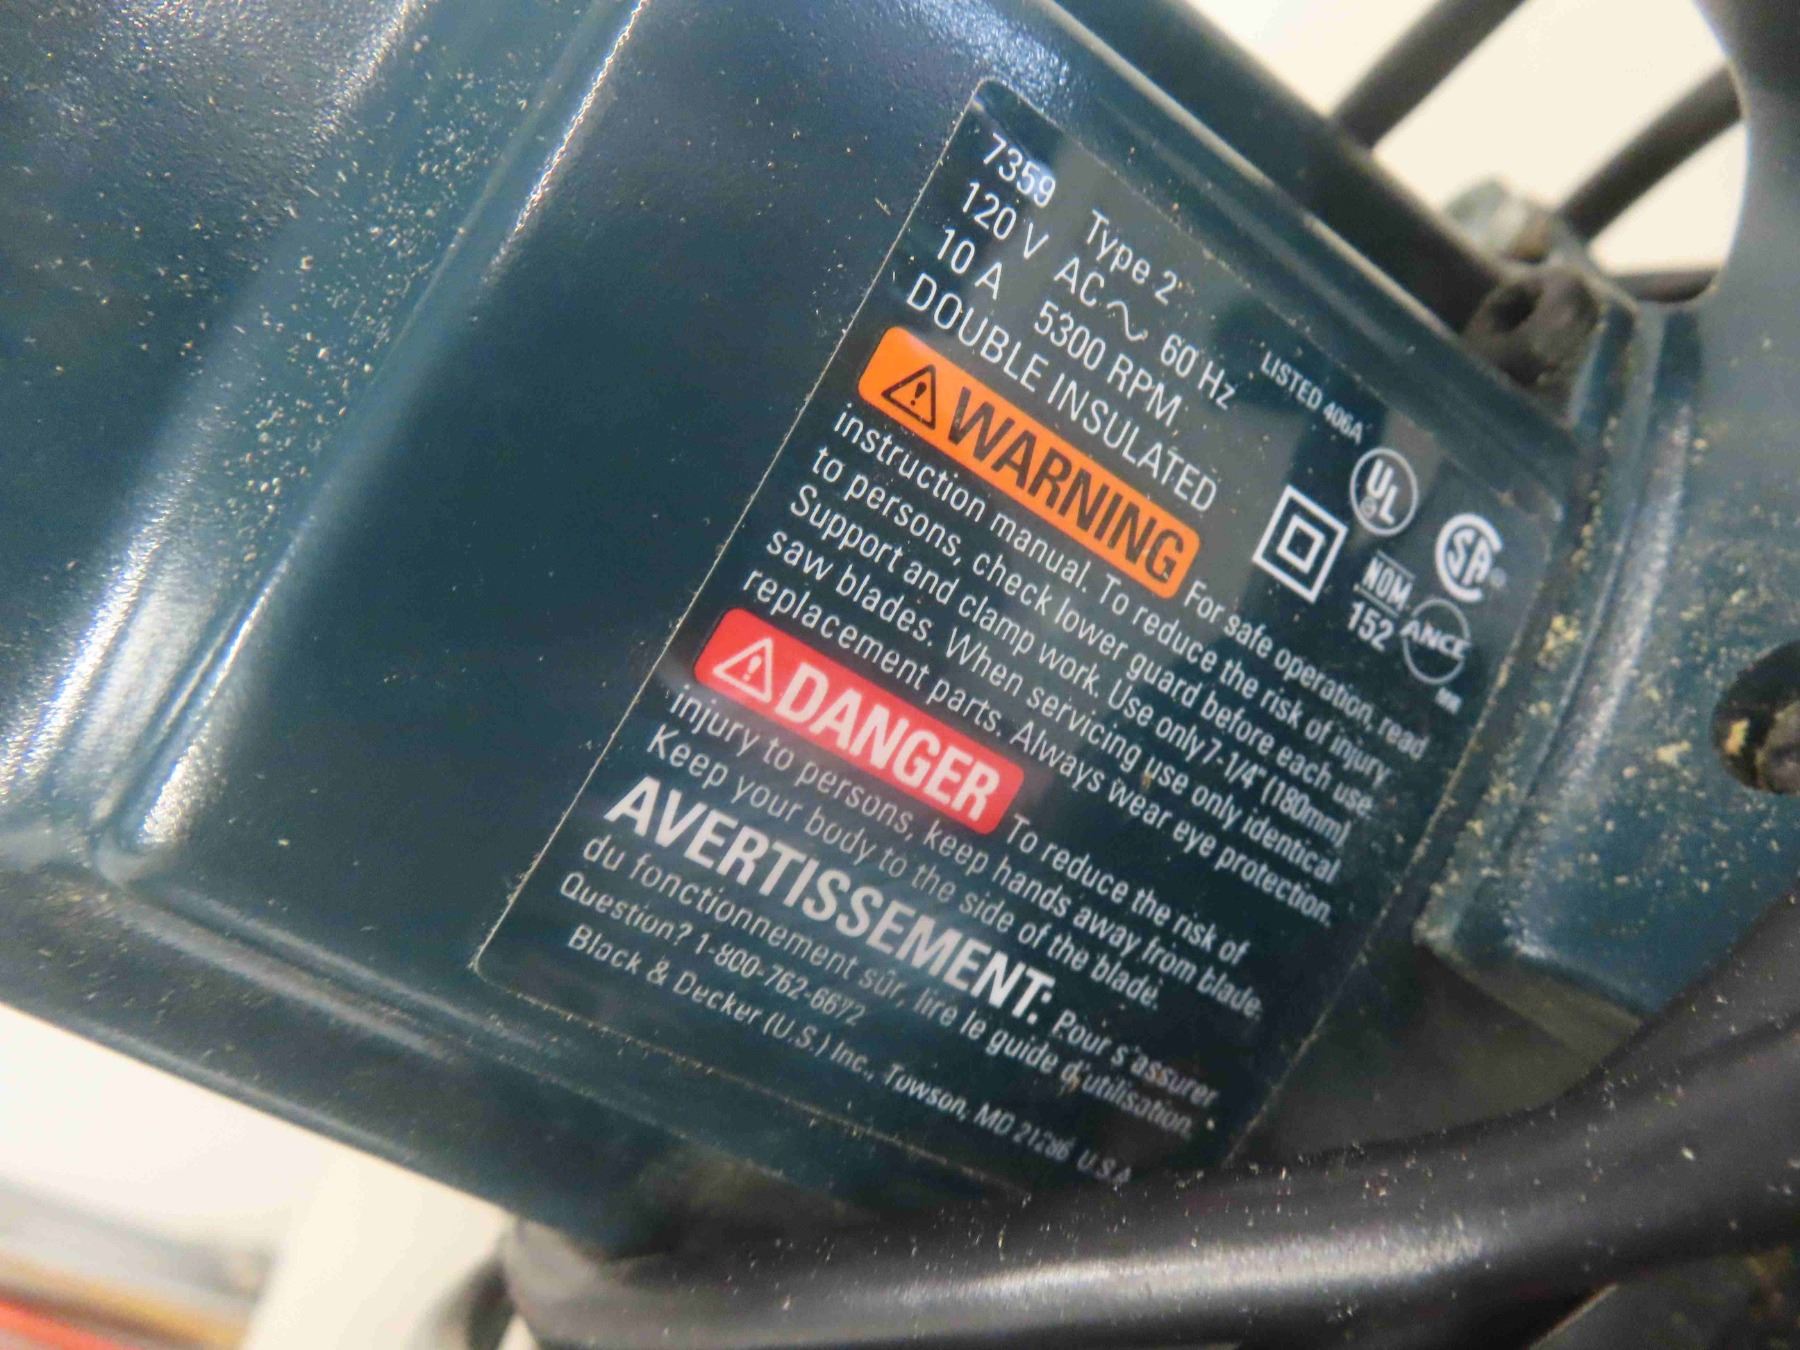 7359 Type 2
120 V AC ~ 60 Hz
10 A 5300 RPM
DOUBLE INSULATED
LISTED 406A
UL
SA
NOM
152
ANCE
WARNING For safe operation, read
instruction manual. To reduce the risk of injury
to persons, check lower guard before each use.
Support and clamp work. Use only 7-1/4" (180mm)
saw blades. When servicing use only identical
replacement parts. Always wear eye protection.
DANGER To reduce the risk of
injury to persons, keep hands away from blade.
Keep your body to the side of the blade.
AVERTISSEMENT: Pour s'assurer
du fonctionnement sûr, lire le guide d'utilisation.
Question? 1-800-762-6672
Black & Decker (U.S.) Inc., Towson, MD 21286 U.S.A.